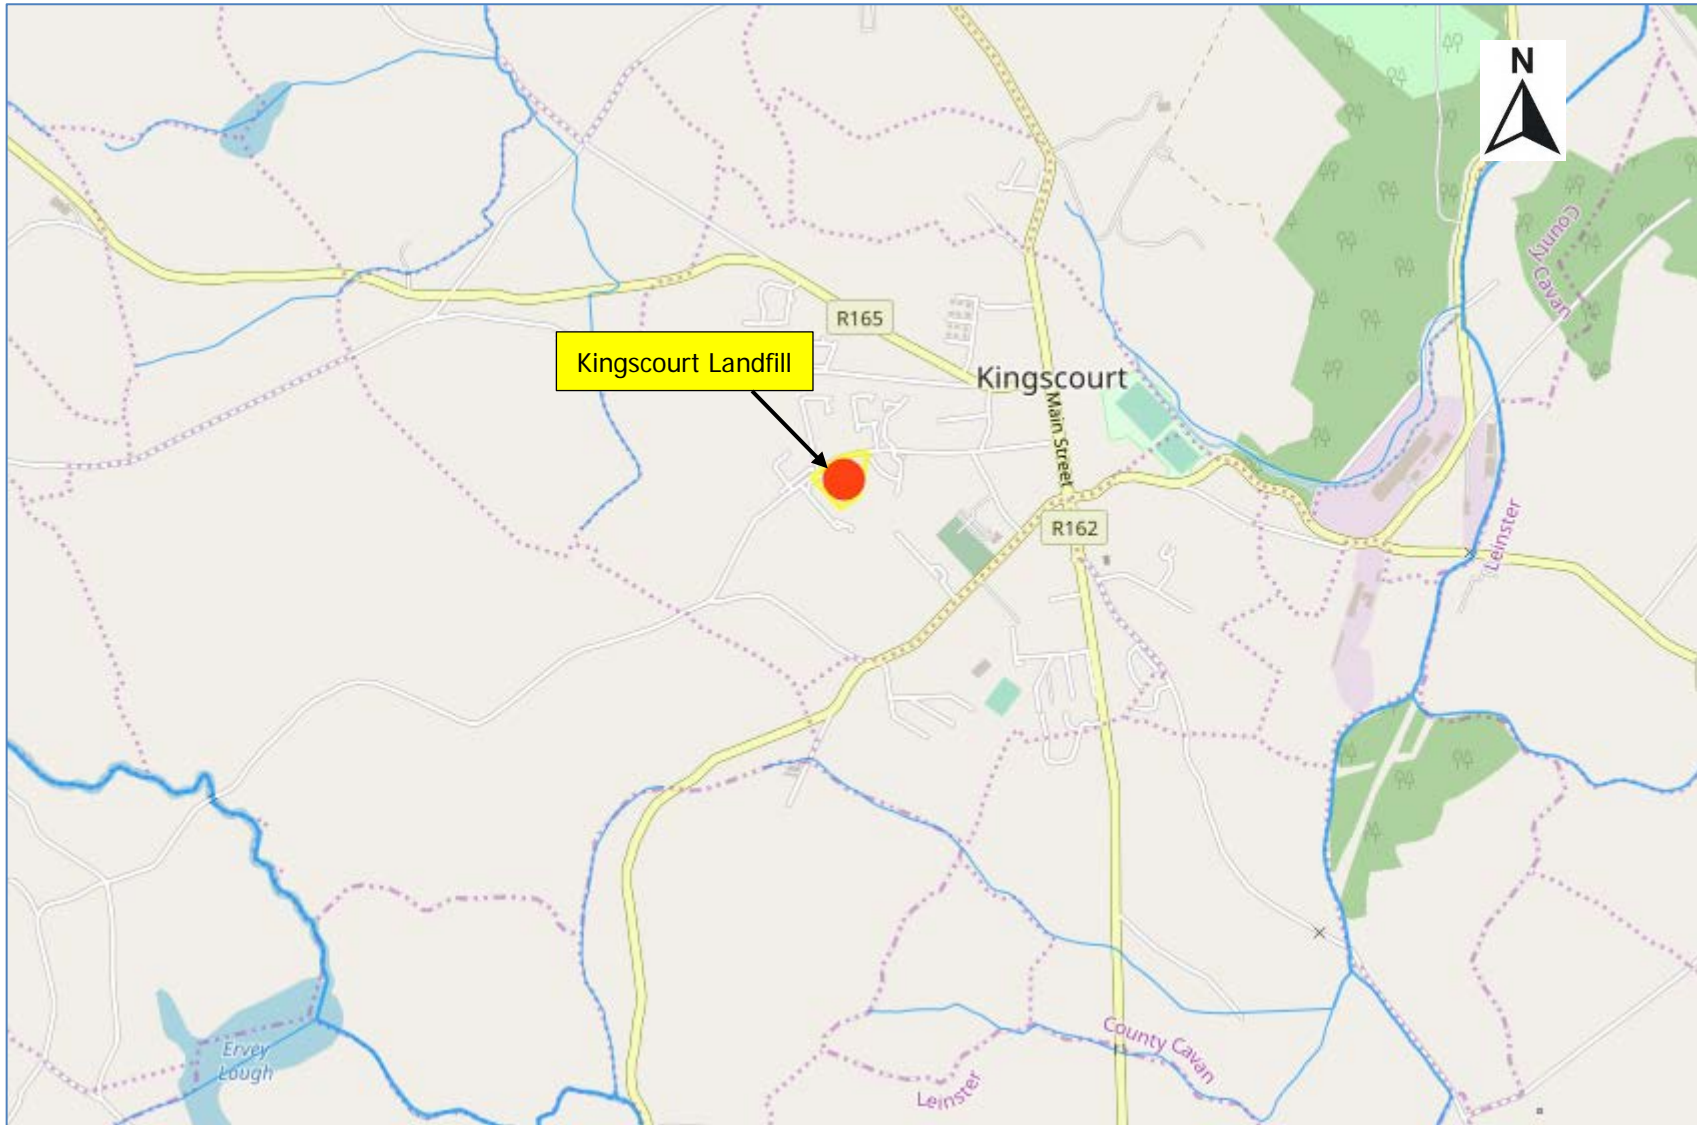 N
County Cavan
R165
Kingscourt Landfill
Kingscourt
Main Street
R162
Leinster
Ervey
Lough
County Cavan
Leinster